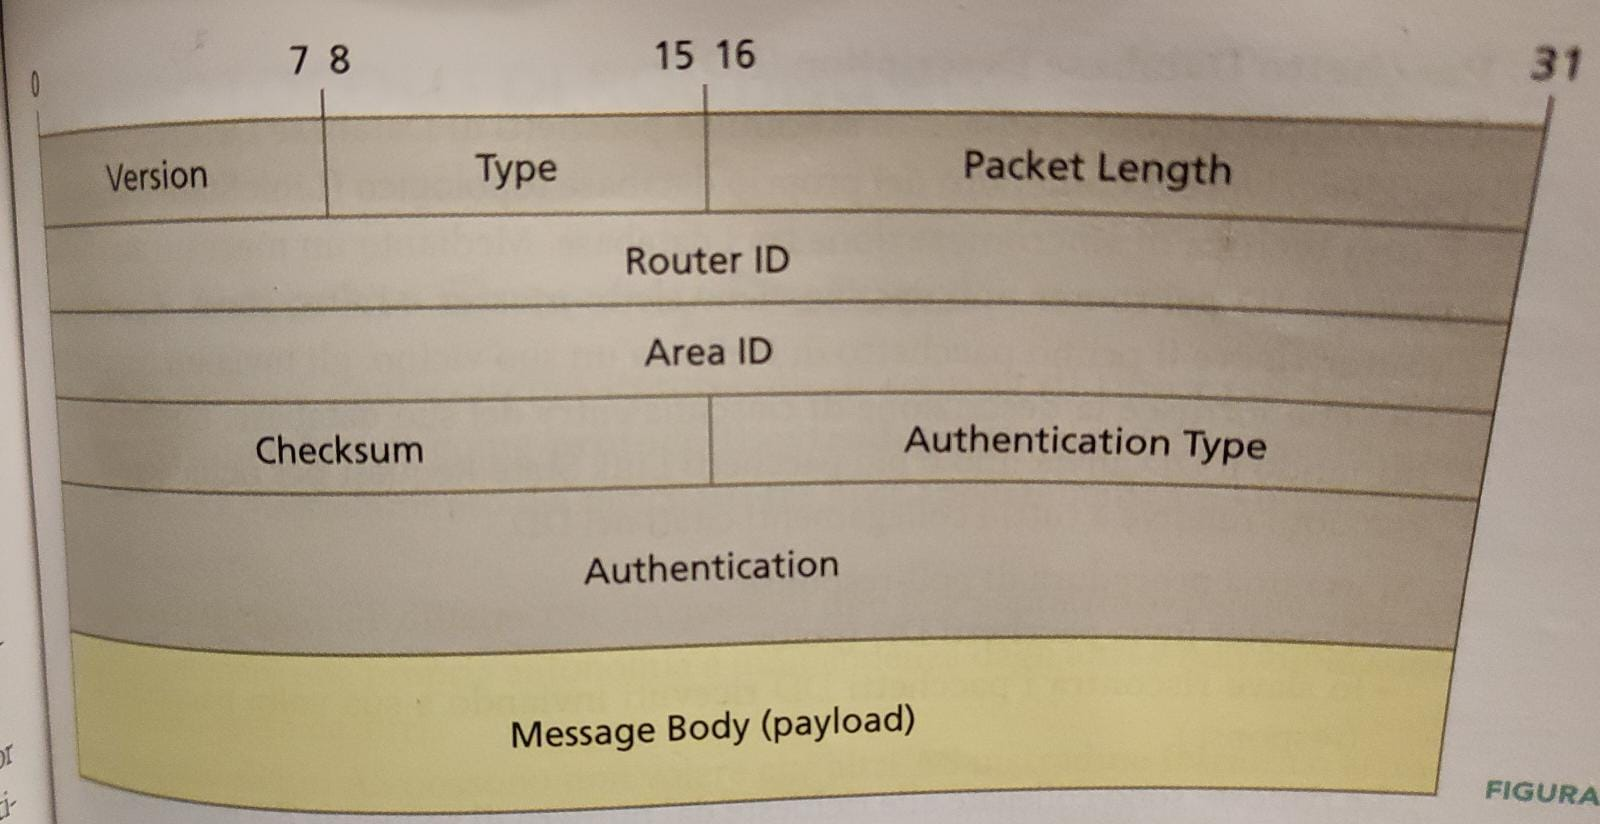 0 7 8 15 16 31
Version Type Packet Length
Router ID
Area ID
Checksum Authentication Type
Authentication
Message Body (payload)
FIGURA